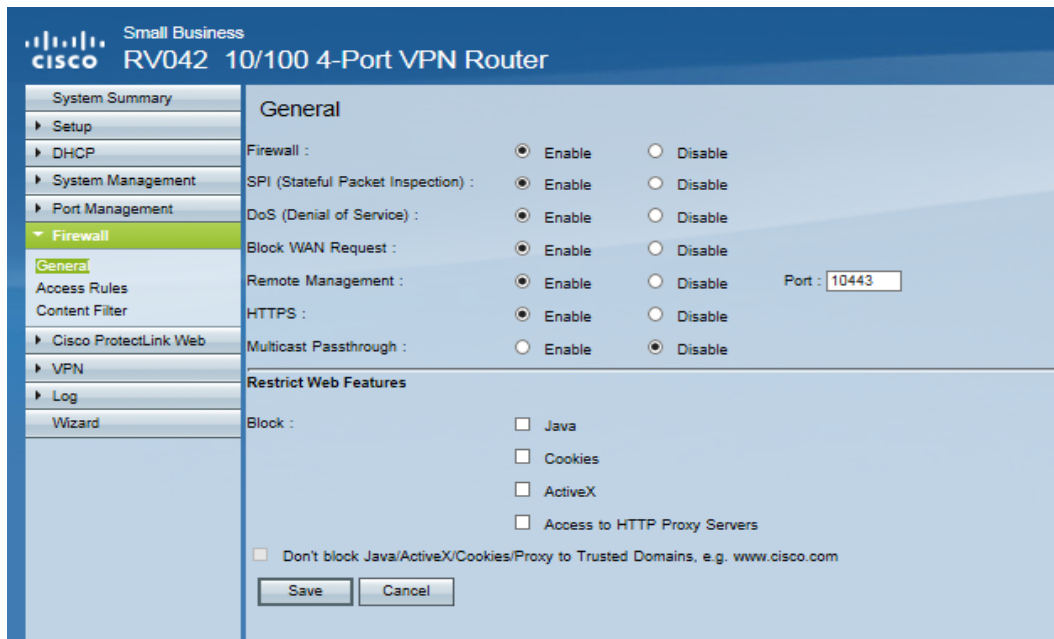 Small Business
CISCO RV042 10/100 4-Port VPN Router
System Summary
Setup
DHCP
System Management
Port Management
Firewall
General
Access Rules
Content Filter
Cisco ProtectLink Web
VPN
Log
Wizard
General
Firewall : Enable Disable
SPI (Stateful Packet Inspection) : Enable Disable
DoS (Denial of Service) : Enable Disable
Block WAN Request : Enable Disable
Remote Management : Enable Disable Port : 10443
HTTPS : Enable Disable
Multicast Passthrough : Enable Disable
Restrict Web Features
Block : Java
Cookies
ActiveX
Access to HTTP Proxy Servers
Don't block Java/ActiveX/Cookies/Proxy to Trusted Domains, e.g. www.cisco.com
Save Cancel